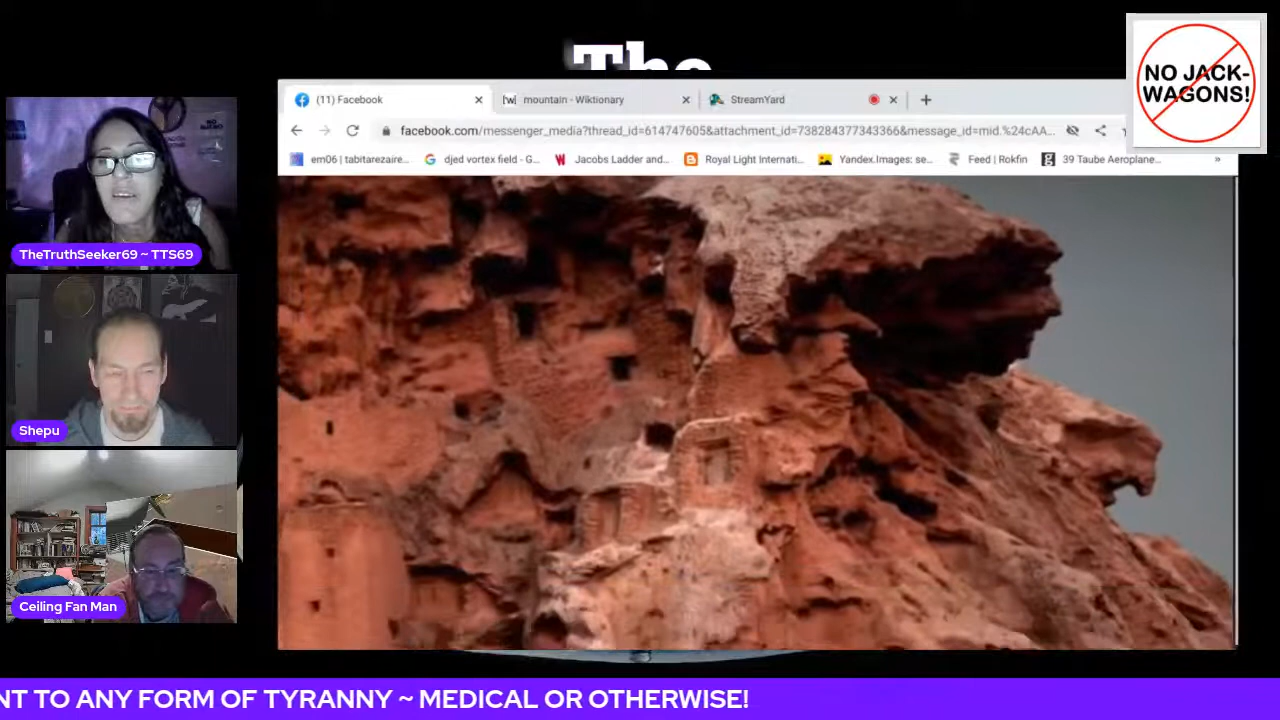 The
NO JACK-
WAGONS!
(11) Facebook
mountain - Wiktionary
StreamYard
facebook.com/messenger_media?thread_id=614747605&attachment_id=738284377343366&message_id=mid.%24cAA...
em06 | tabitarezaire...
djed vortex field - G...
Jacobs Ladder and...
Royal Light Internati...
Yandex.Images: se...
Feed | Rokfin
39 Taube Aeroplane...
TheTruthSeeker69 ~ TTS69
Shepu
Ceiling Fan Man
NT TO ANY FORM OF TYRANNY ~ MEDICAL OR OTHERWISE!